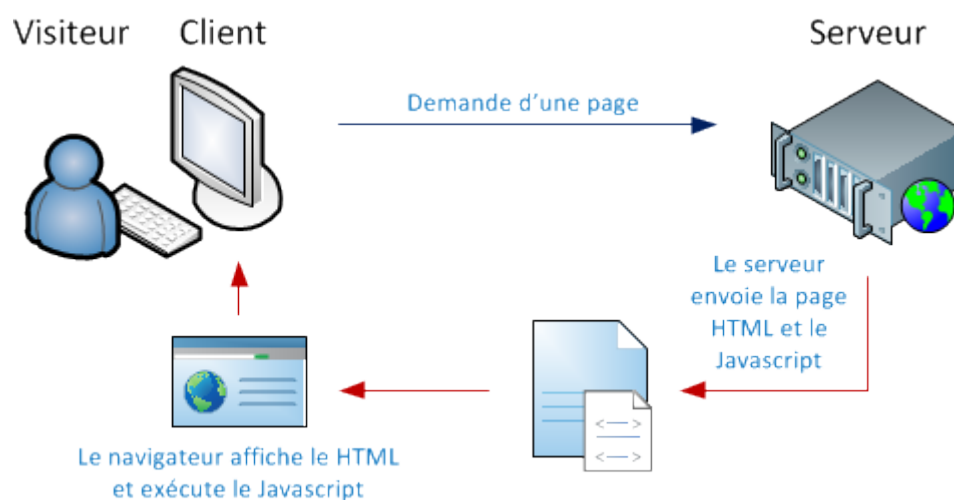 Visiteur Client
Serveur
Demande d'une page
Le serveur
envoie la page
HTML et le
Javascript
<—>
<—>
Le navigateur affiche le HTML
et exécute le Javascript